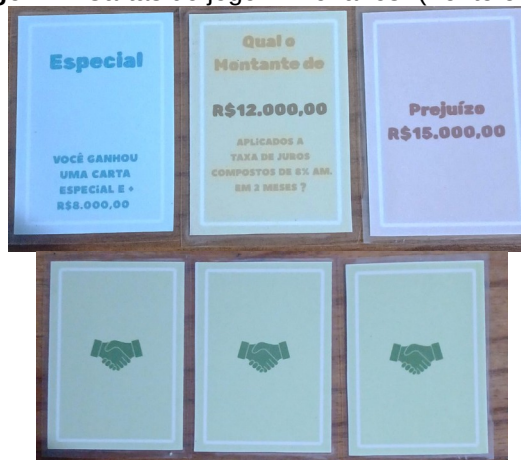 Especial
VOCÊ GANHOU
UMA CARTA
ESPECIAL E +
R$8.000,00
Qual o
Montante de
R$12.000,00
APLICADOS A
TAXA DE JUROS
COMPOSTOS DE 8% AM.
EM 3 MESES ?
Prejuízo
R$15.000,00